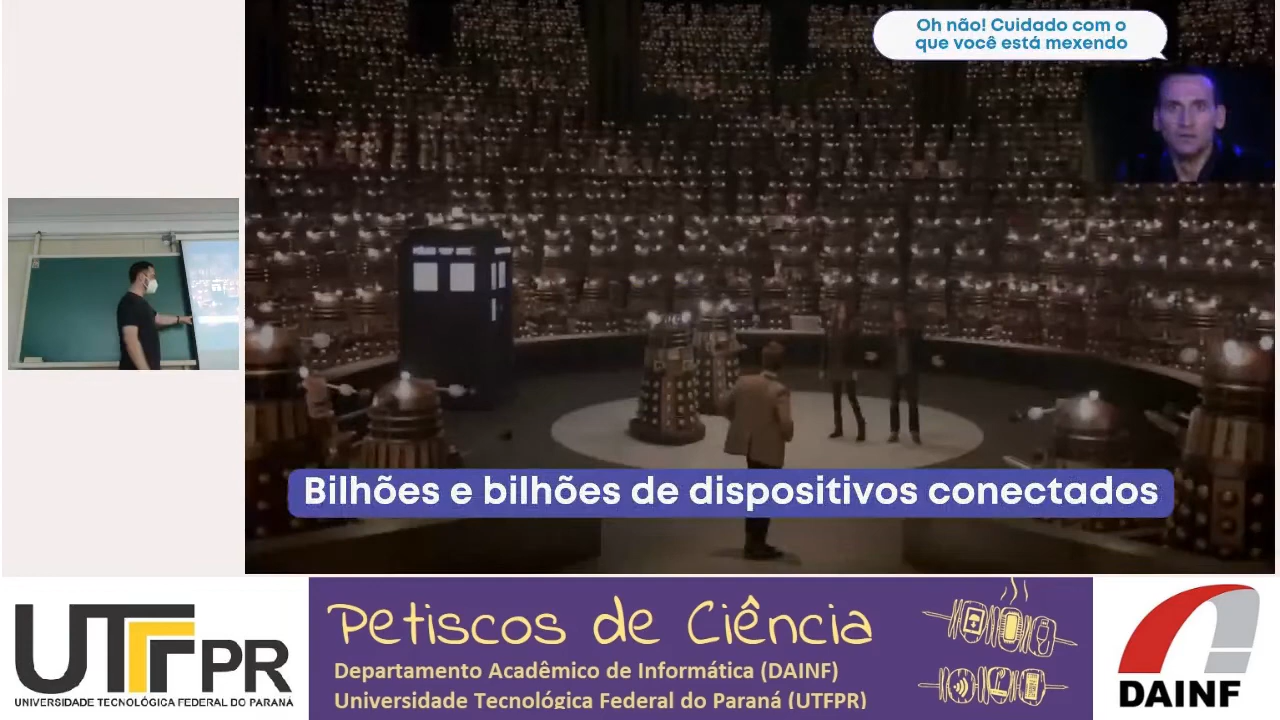 Oh não! Cuidado com o
que você está mexendo
Bilhões e bilhões de dispositivos conectados
UTFPR
UNIVERSIDADE TECNOLÓGICA FEDERAL DO PARANÁ
Petiscos de Ciência
Departamento Acadêmico de Informática (DAINF)
Universidade Tecnológica Federal do Paraná (UTFPR)
DAINF